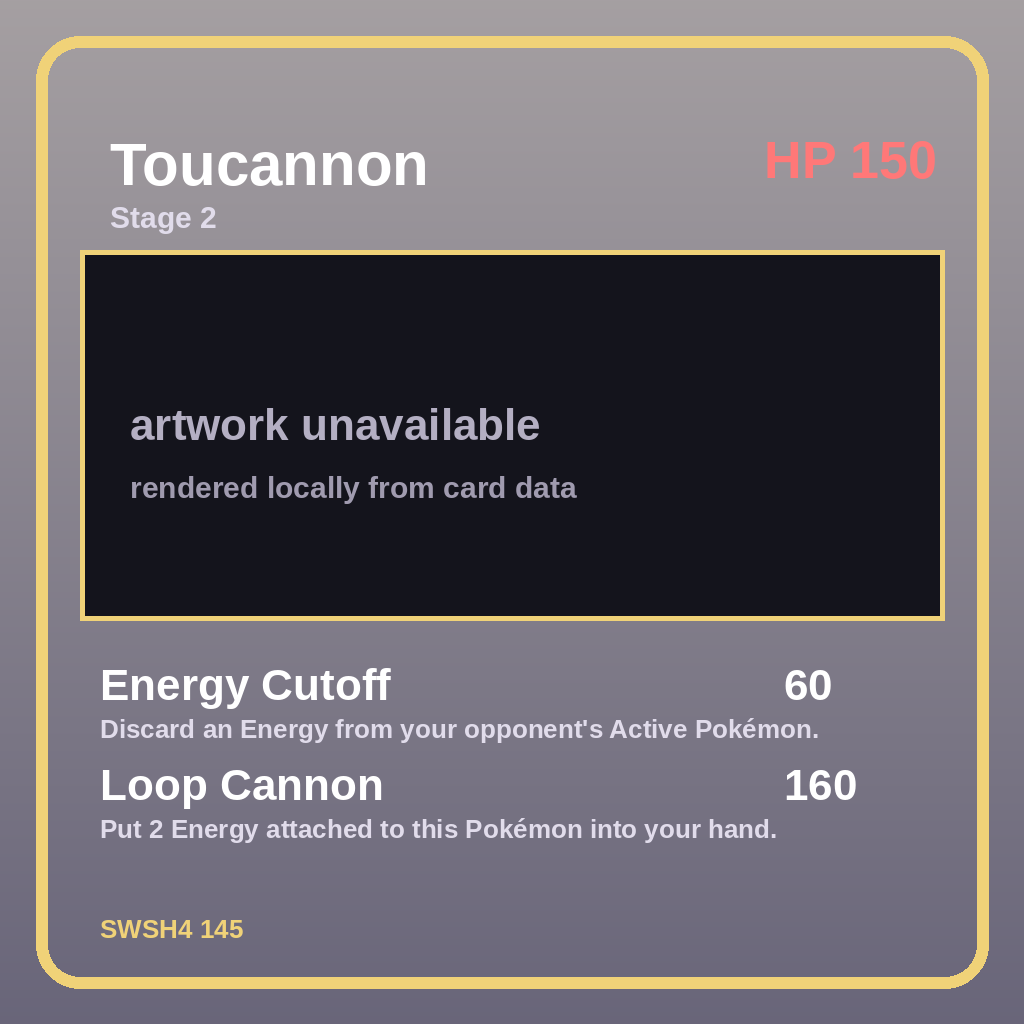 Toucannon
HP 150
Stage 2
artwork unavailable
rendered locally from card data
Energy Cutoff 60
Discard an Energy from your opponent's Active Pokémon.
Loop Cannon 160
Put 2 Energy attached to this Pokémon into your hand.
SWSH4 145